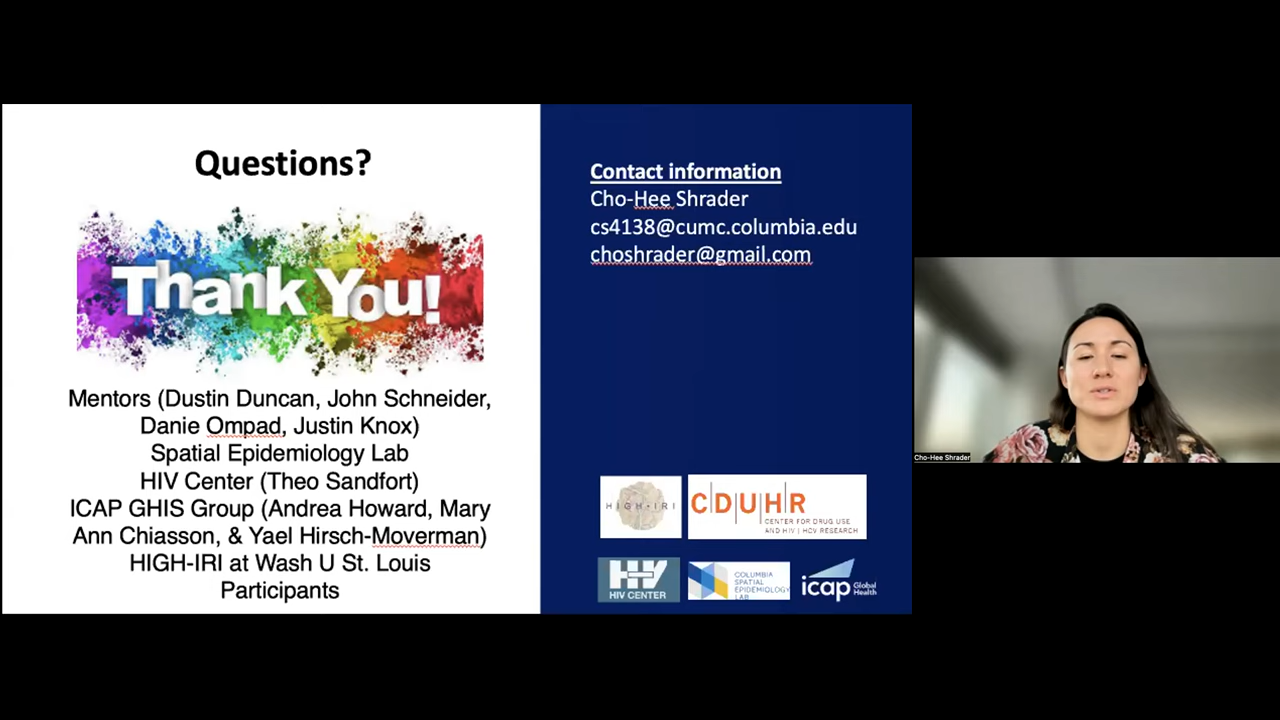 Questions?
Thank You!
Mentors (Dustin Duncan, John Schneider,
Danie Ompad, Justin Knox)
Spatial Epidemiology Lab
HIV Center (Theo Sandfort)
ICAP GHIS Group (Andrea Howard, Mary
Ann Chiasson, & Yael Hirsch-Moverman)
HIGH-IRI at Wash U St. Louis
Participants
Contact information
Cho-Hee Shrader
cs4138@cumc.columbia.edu
choshrader@gmail.com
HIGH-IRI
CDUHR
CENTER FOR DRUG USE
AND HIV | HCV RESEARCH
HIV
HIV CENTER
COLUMBIA
SPATIAL
EPIDEMIOLOGY
LAB
icap Global
Health
Cho-Hee Shrader